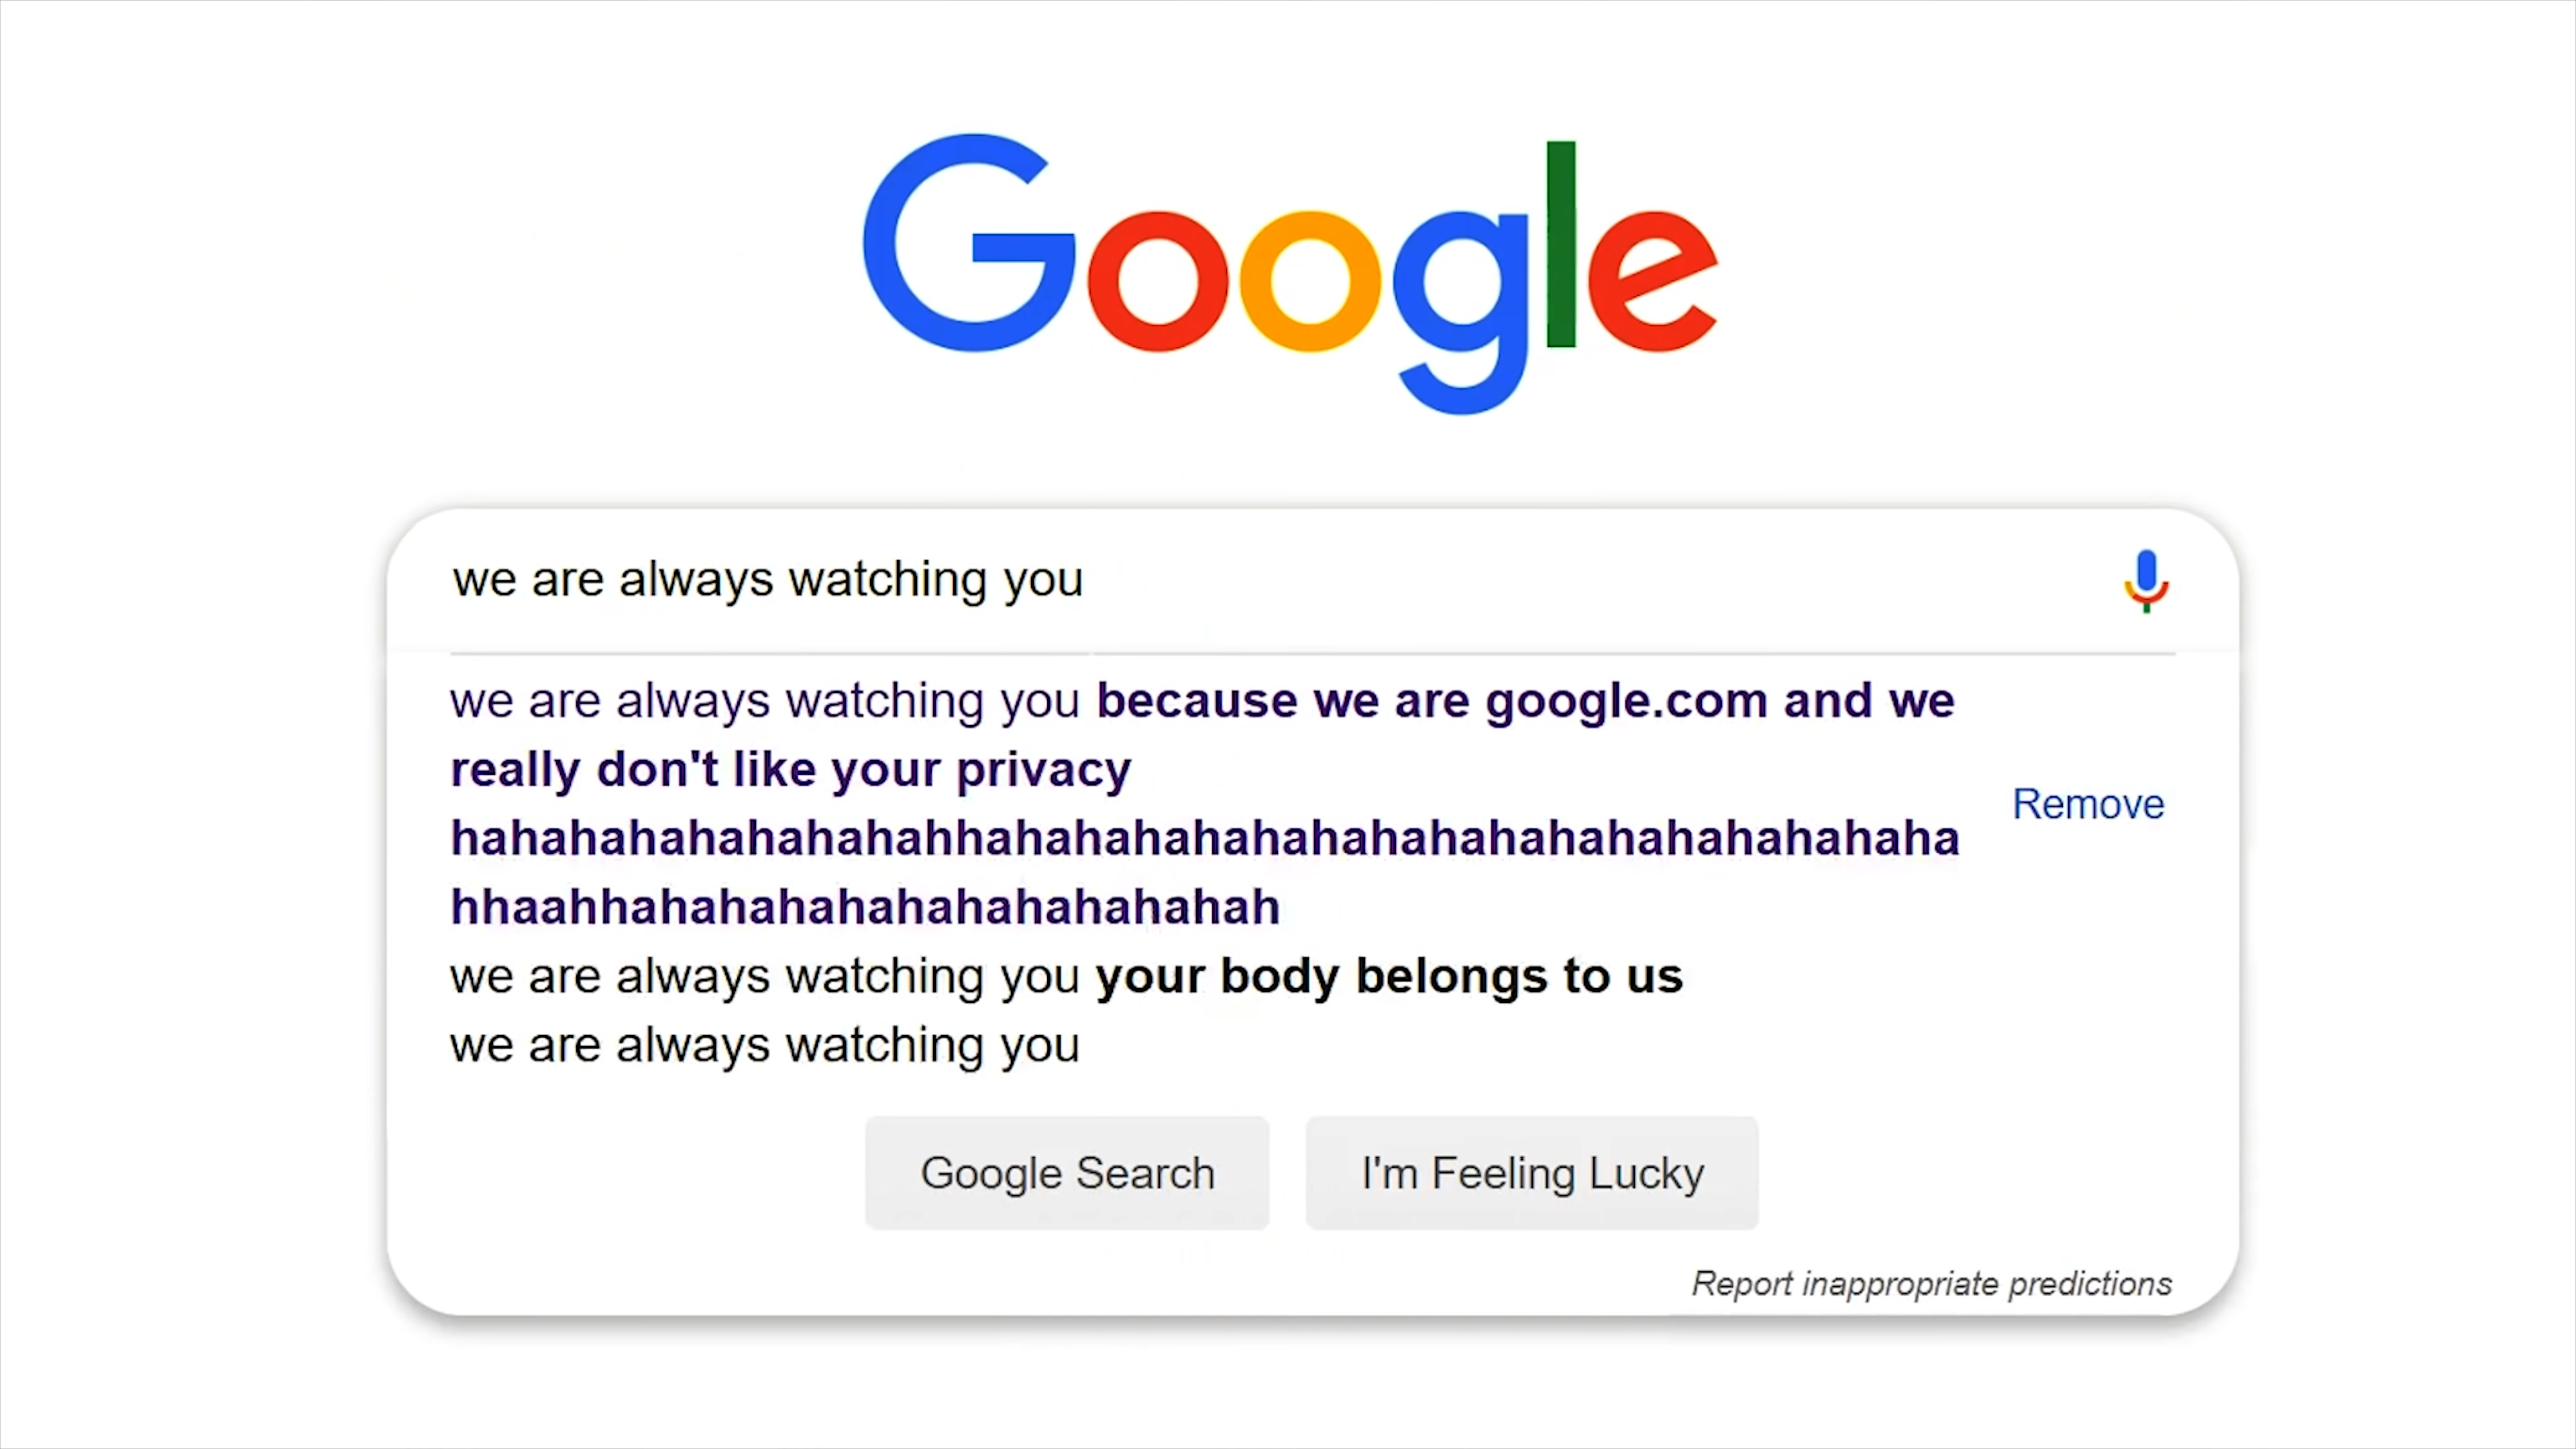 Google
we are always watching you
we are always watching you because we are google.com and we
really don't like your privacy
hahahahahahahahahhahahahahahahahahahahahahahahahaha
Remove
hhaahhahahahahahahahahahahah
we are always watching you your body belongs to us
we are always watching you
Google Search
I'm Feeling Lucky
Report inappropriate predictions